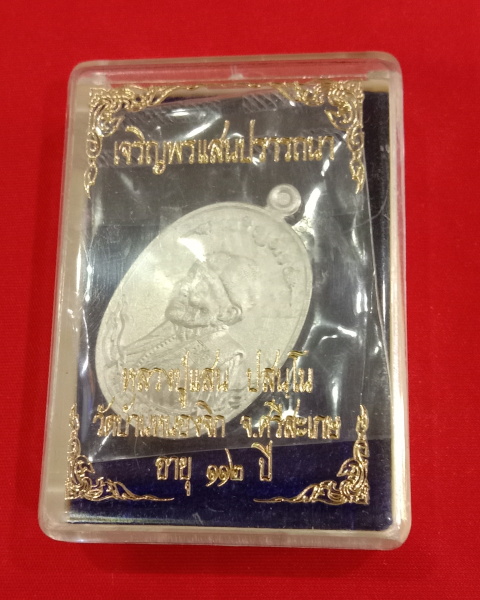 เจริญพรแสนปรารถนา
หลวงปู่แสน ปสนฺโน
วัดบ้านหนองจิก จ.ศรีสะเกษ
อายุ ๑๑๒ ปี